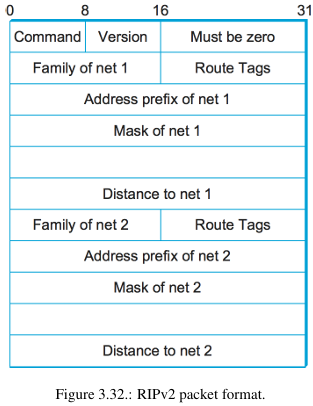 0 8 16 31
Command Version Must be zero
Family of net 1 Route Tags
Address prefix of net 1
Mask of net 1
Distance to net 1
Family of net 2 Route Tags
Address prefix of net 2
Mask of net 2
Distance to net 2
Figure 3.32.: RIPv2 packet format.